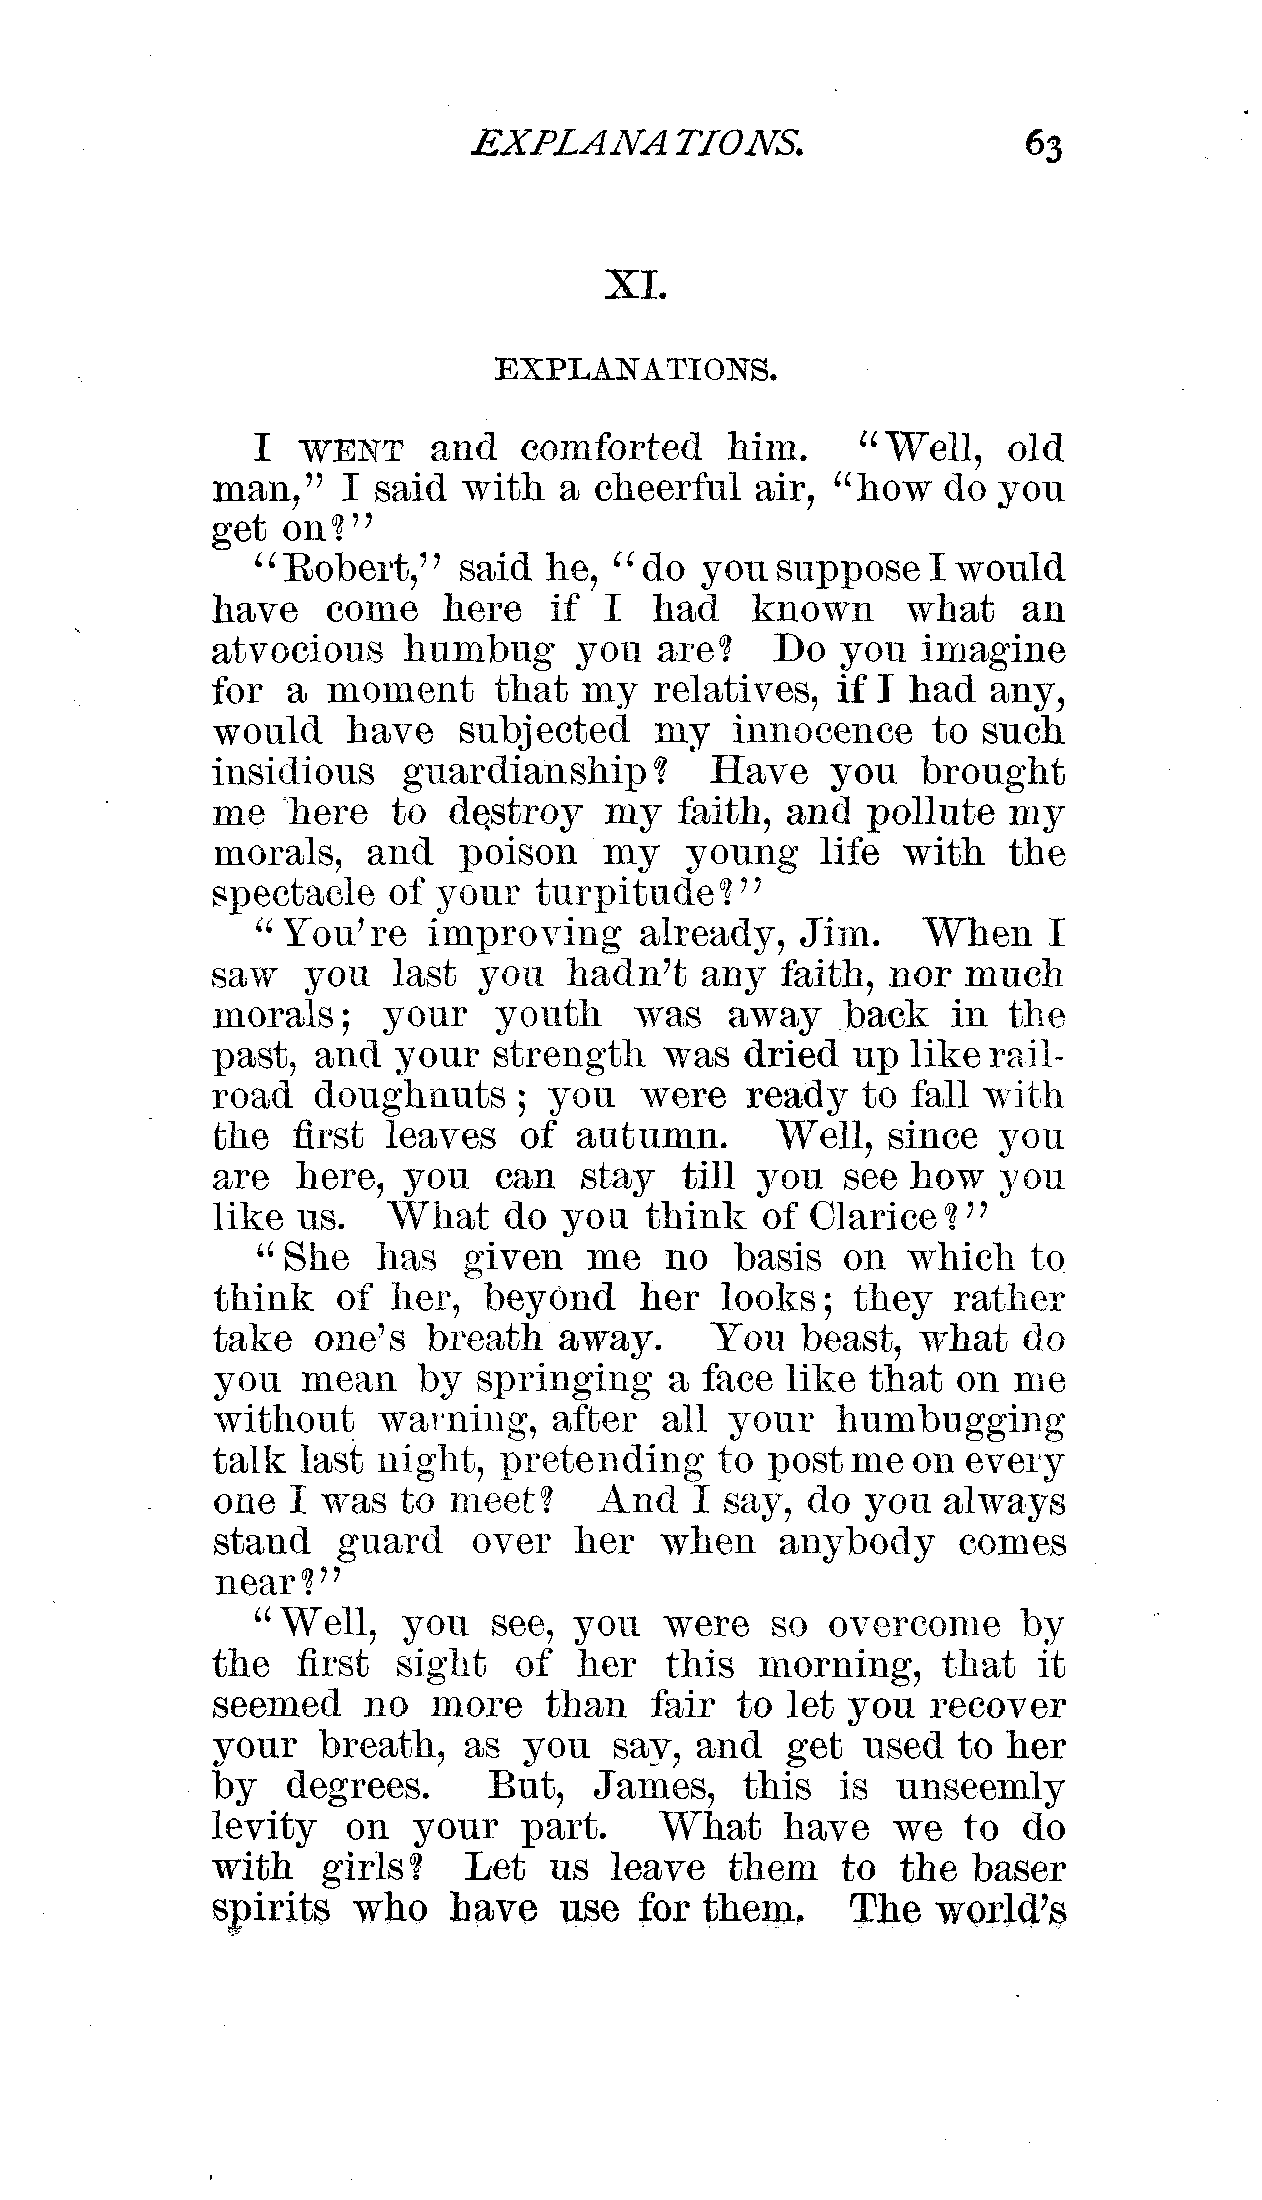 EXPLANATIONS. 63
XI.
EXPLANATIONS.
I WENT and comforted him. "Well, old
man," I said with a cheerful air, "how do you
get on?"
"Robert," said he, "do you suppose I would
have come here if I had known what an
atvocious humbug you are? Do you imagine
for a moment that my relatives, if I had any,
would have subjected my innocence to such
insidious guardianship? Have you brought
me here to destroy my faith, and pollute my
morals, and poison my young life with the
spectacle of your turpitude?"
"You're improving already, Jim. When I
saw you last you hadn't any faith, nor much
morals; your youth was away back in the
past, and your strength was dried up like rail-
road doughnuts; you were ready to fall with
the first leaves of autumn. Well, since you
are here, you can stay till you see how you
like us. What do you think of Clarice?"
"She has given me no basis on which to
think of her, beyond her looks; they rather
take one's breath away. You beast, what do
you mean by springing a face like that on me
without warning, after all your humbugging
talk last night, pretending to post me on every
one I was to meet? And I say, do you always
stand guard over her when anybody comes
near?"
"Well, you see, you were so overcome by
the first sight of her this morning, that it
seemed no more than fair to let you recover
your breath, as you say, and get used to her
by degrees. But, James, this is unseemly
levity on your part. What have we to do
with girls? Let us leave them to the baser
spirits who have use for them. The world's